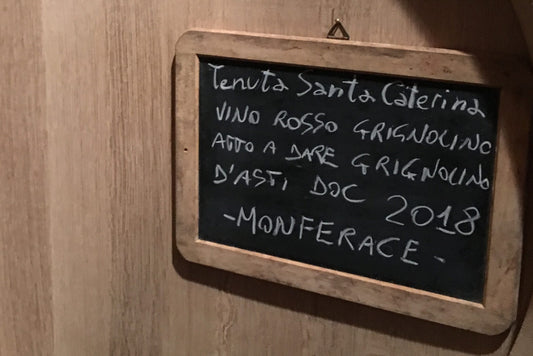 Tenuta Santa Caterina
VINO ROSSO GRIGNOLINO
ATTO A DARE GRIGNOLINO
D'ASTI DOC 2018
-MONFERACE-